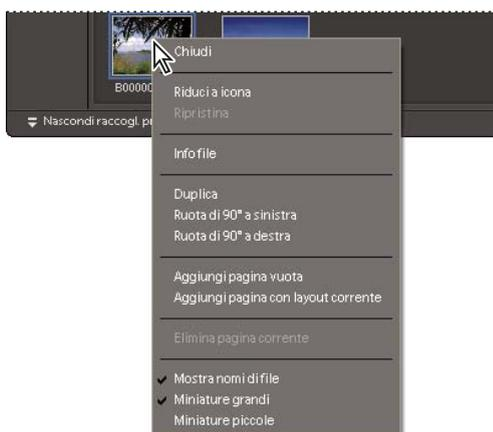 B00000
Nascondi raccogl. pr
Chiudi
Riduci a icona
Ripristina
Info file
Duplica
Ruota di 90° a sinistra
Ruota di 90° a destra
Aggiungi pagina vuota
Aggiungi pagina con layout corrente
Elimina pagina corrente
Mostra nomi di file
Miniature grandi
Miniature piccole